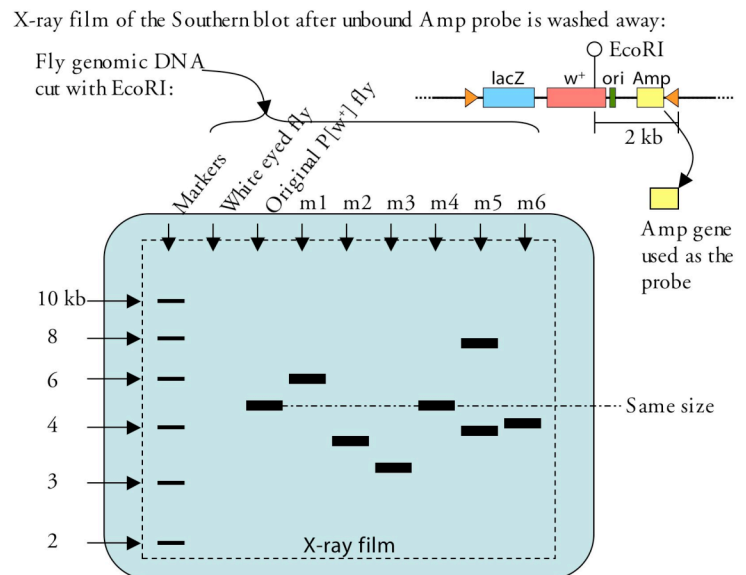 X-ray film of the Southern blot after unbound Amp probe is washed away:
Fly genomic DNA
cut with EcoRI:
EcoRI
lacZ w⁺ ori Amp
2 kb
Amp gene
used as the
probe
Markers
White eyed fly
Original P[w⁺] fly
m1 m2 m3 m4 m5 m6
10 kb
8
6
Same size
4
3
2
X-ray film